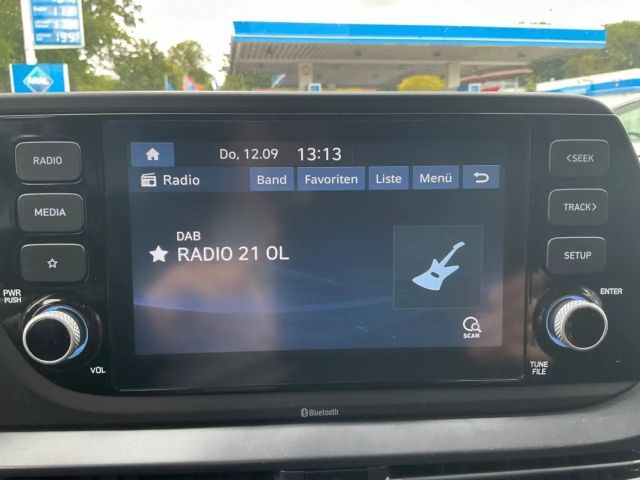 RADIO
MEDIA
PWR
PUSH
VOL
Do, 12.09 13:13
Radio Band Favoriten Liste Menü
DAB
RADIO 21 OL
SCAN
<SEEK
TRACK>
SETUP
ENTER
TUNE
FILE
Bluetooth